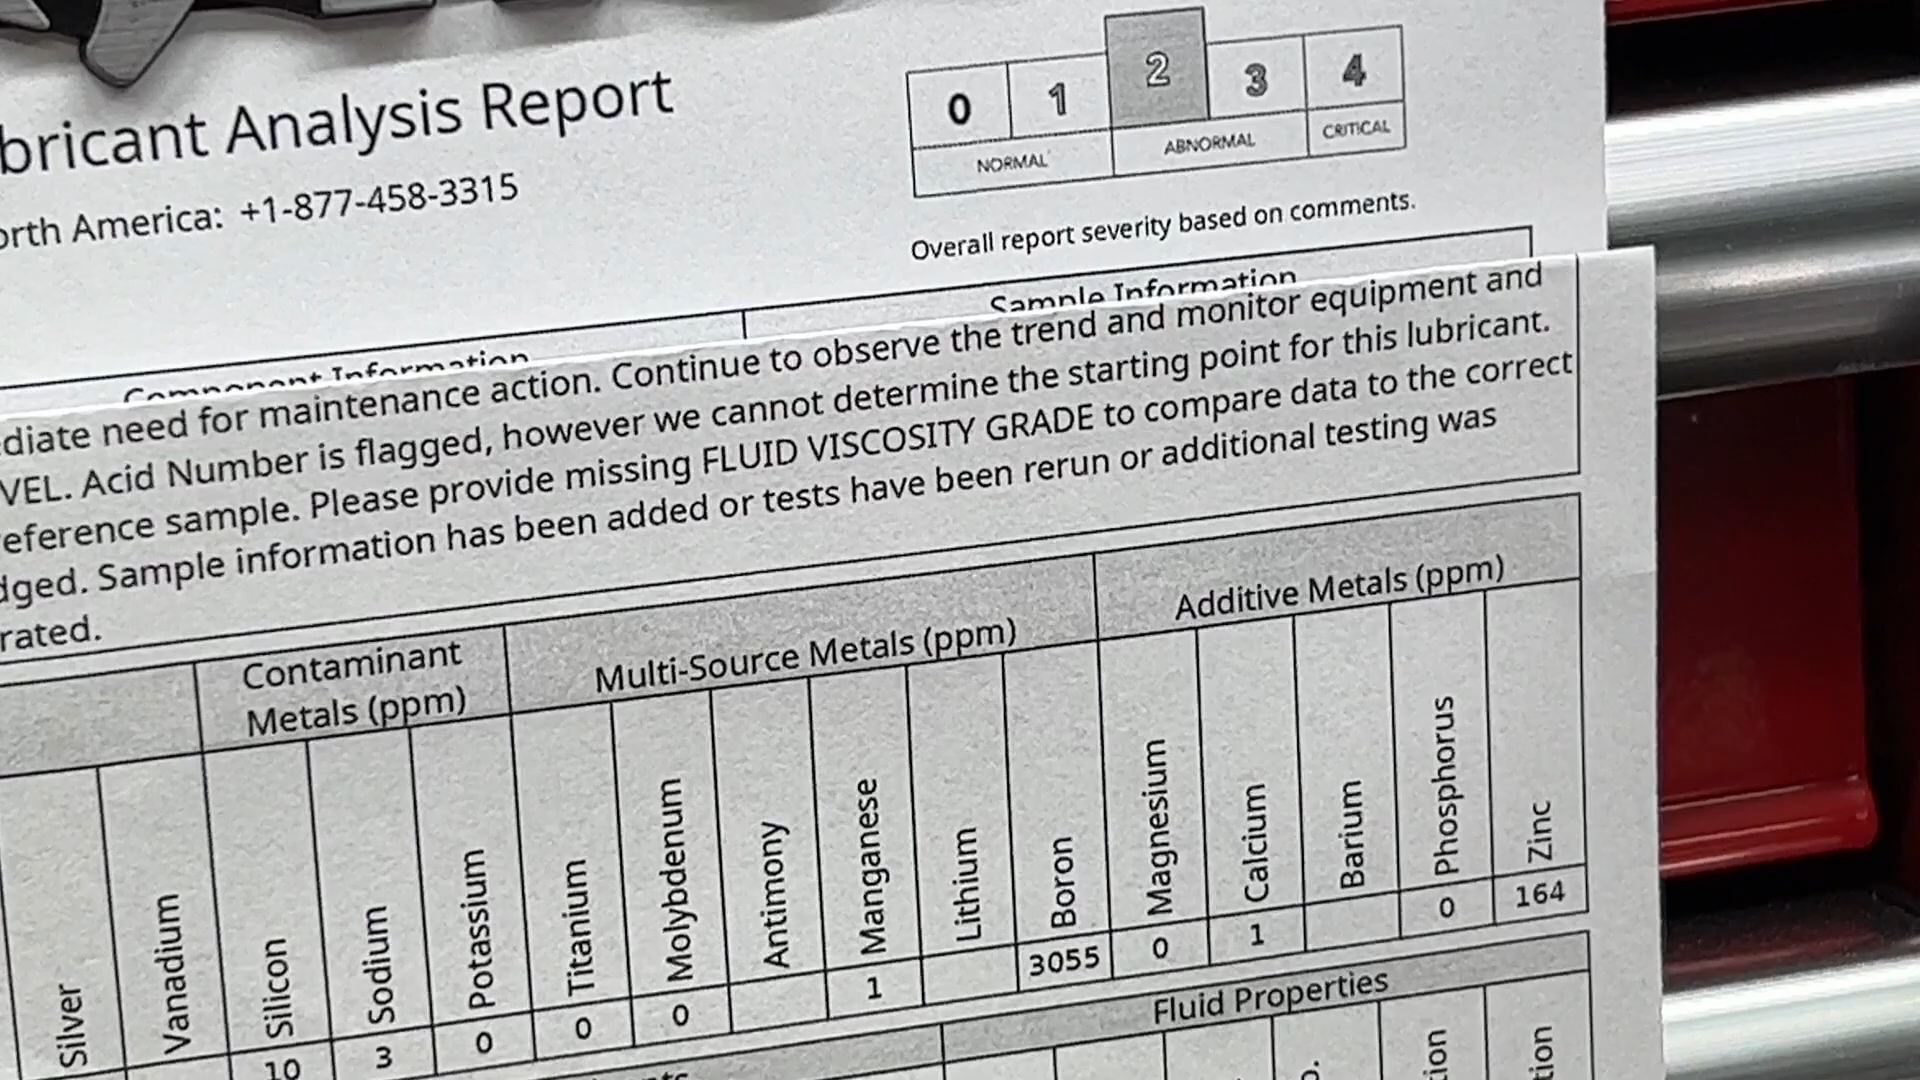 bricant Analysis Report
orth America: +1-877-458-3315
0 1 2 3 4
NORMAL ABNORMAL CRITICAL
Overall report severity based on comments.
Component Information
Sample Information
diate need for maintenance action. Continue to observe the trend and monitor equipment and
VEL. Acid Number is flagged, however we cannot determine the starting point for this lubricant.
eference sample. Please provide missing FLUID VISCOSITY GRADE to compare data to the correct
dged. Sample information has been added or tests have been rerun or additional testing was
rated.
Contaminant
Metals (ppm)
Multi-Source Metals (ppm)
Additive Metals (ppm)
Silver
Vanadium
Silicon
Sodium
Potassium
Titanium
Molybdenum
Antimony
Manganese
Lithium
Boron
Magnesium
Calcium
Barium
Phosphorus
Zinc
10 3 0 0 0 1 3055 0 1 0 164
Fluid Properties